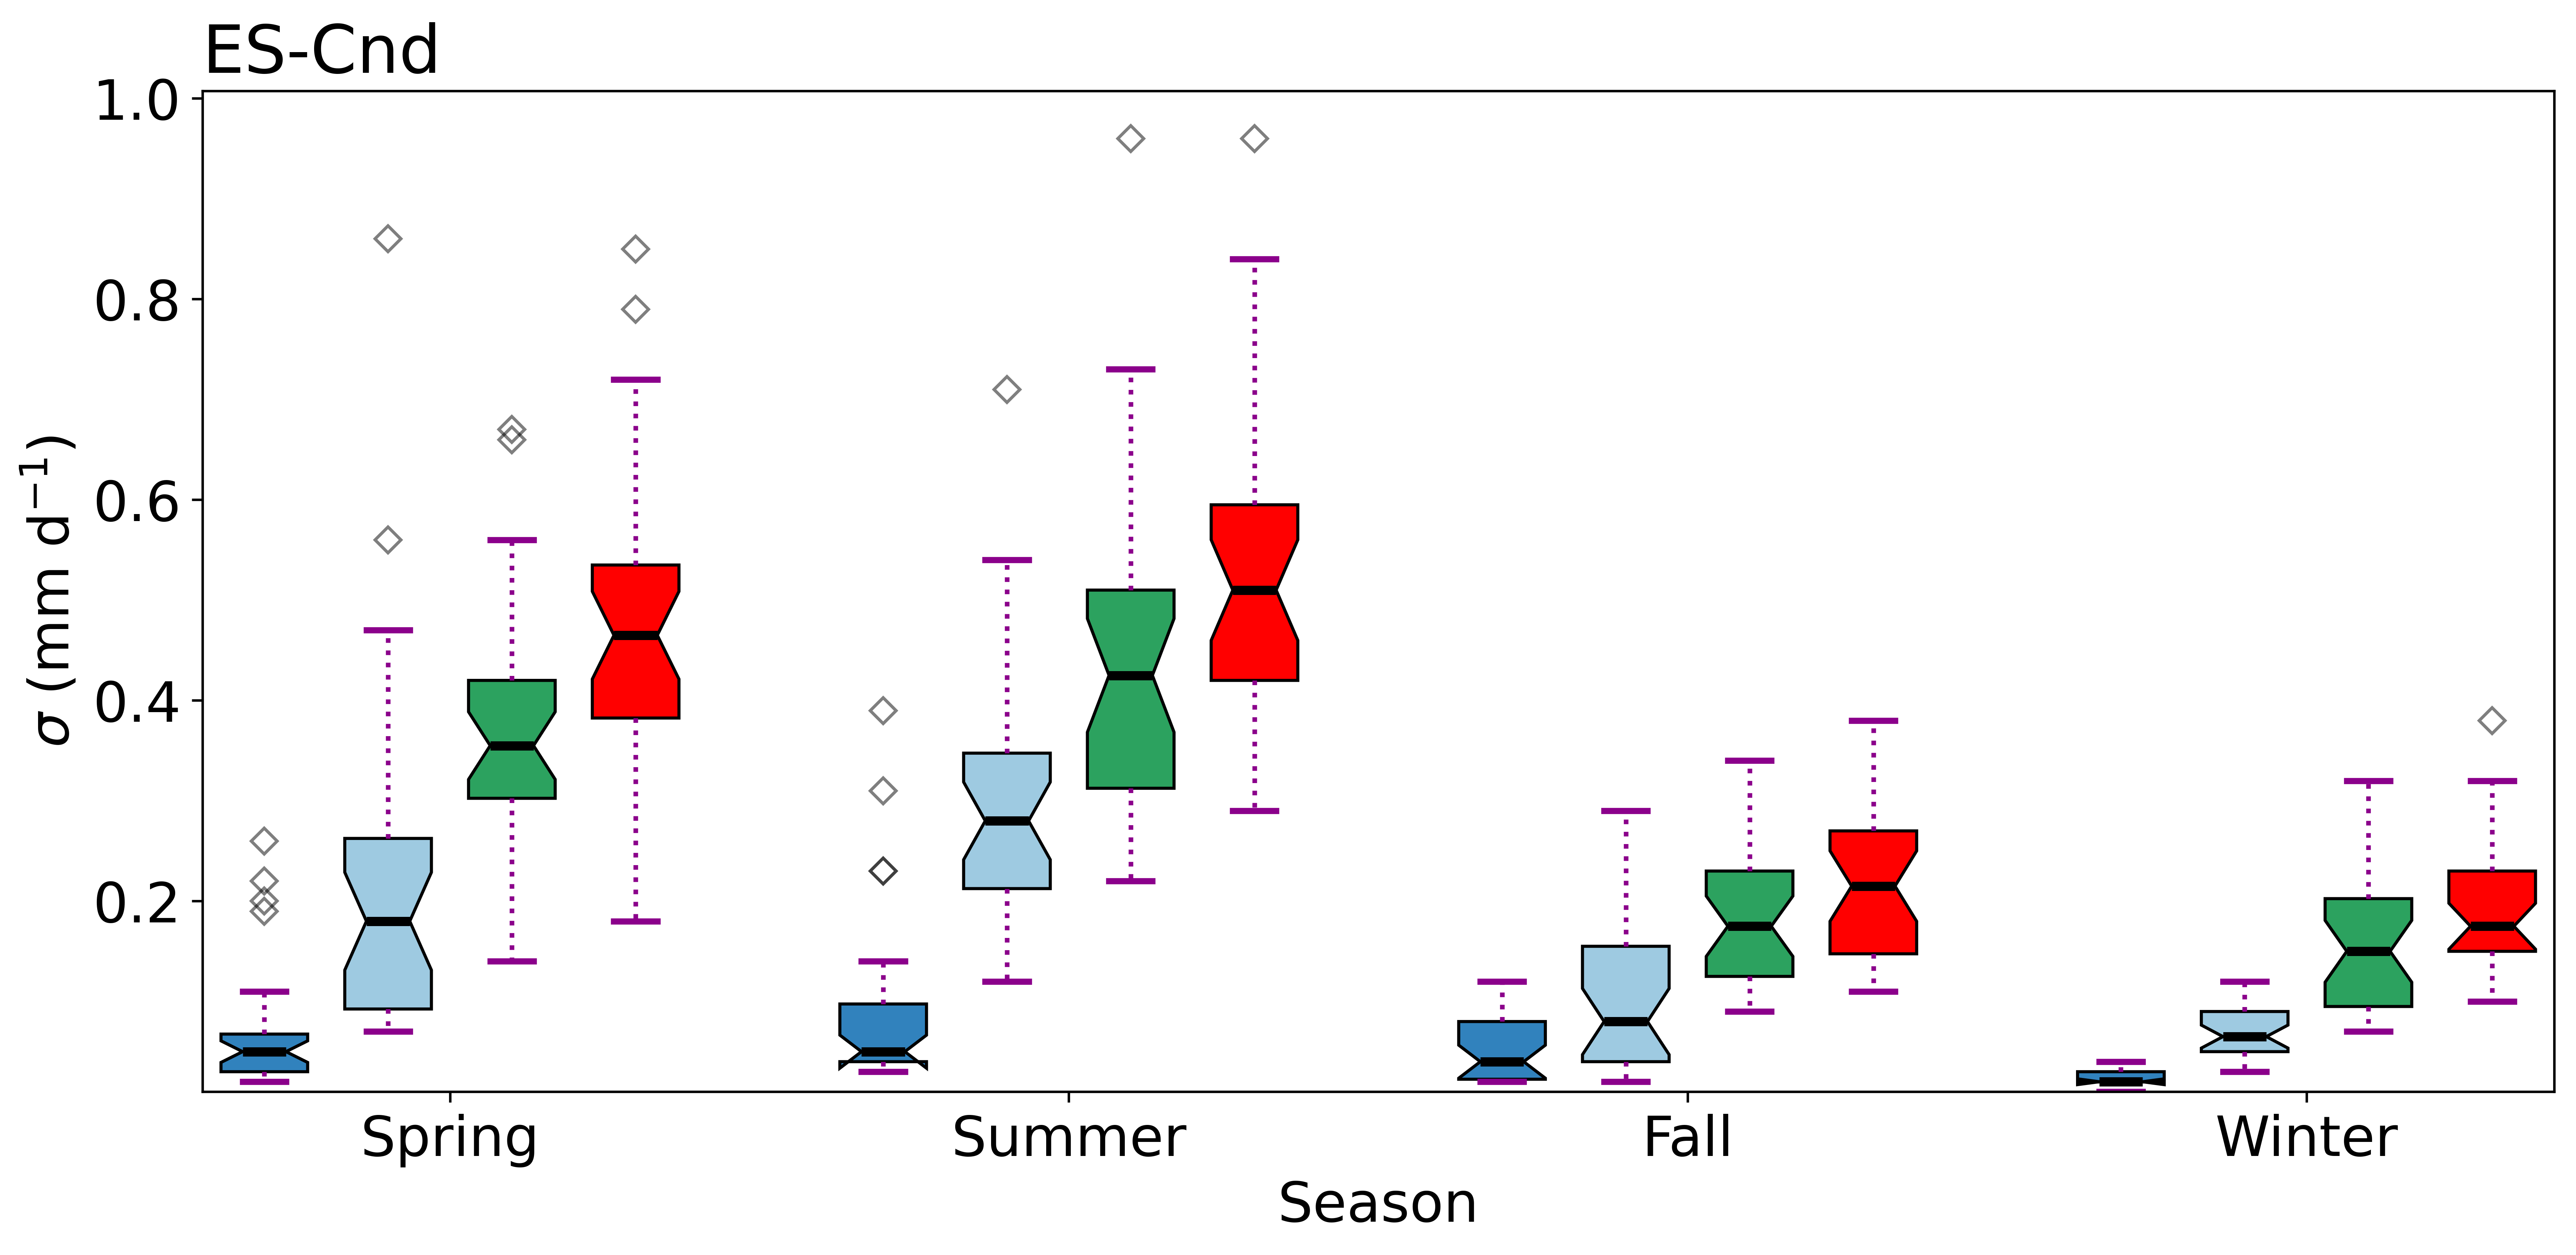 ES-Cnd
1.0
0.8
0.6
0.4
0.2
σ (mm d⁻¹)
Spring Summer Fall Winter
Season